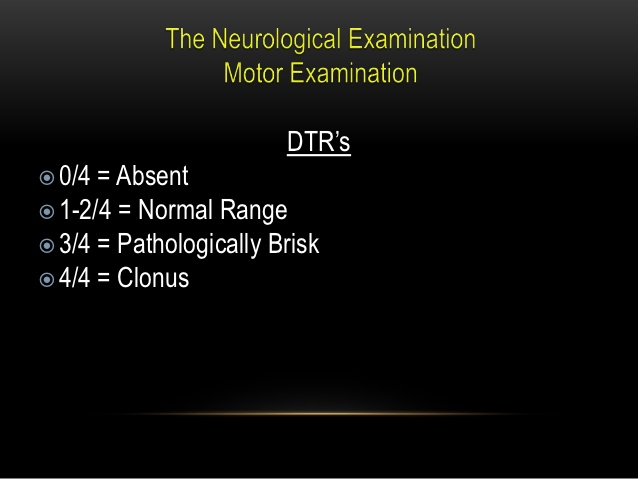 The Neurological Examination
Motor Examination
DTR’s
0/4 = Absent
1-2/4 = Normal Range
3/4 = Pathologically Brisk
4/4 = Clonus